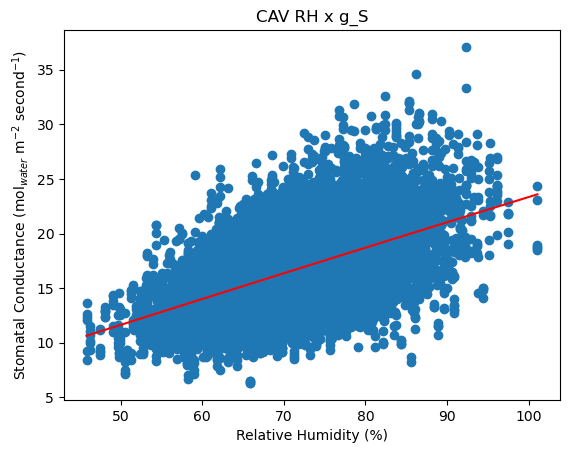 CAV RH x g_S
Stomatal Conductance (mol_water m⁻² second⁻¹)
35
30
25
20
15
10
5
50 60 70 80 90 100
Relative Humidity (%)